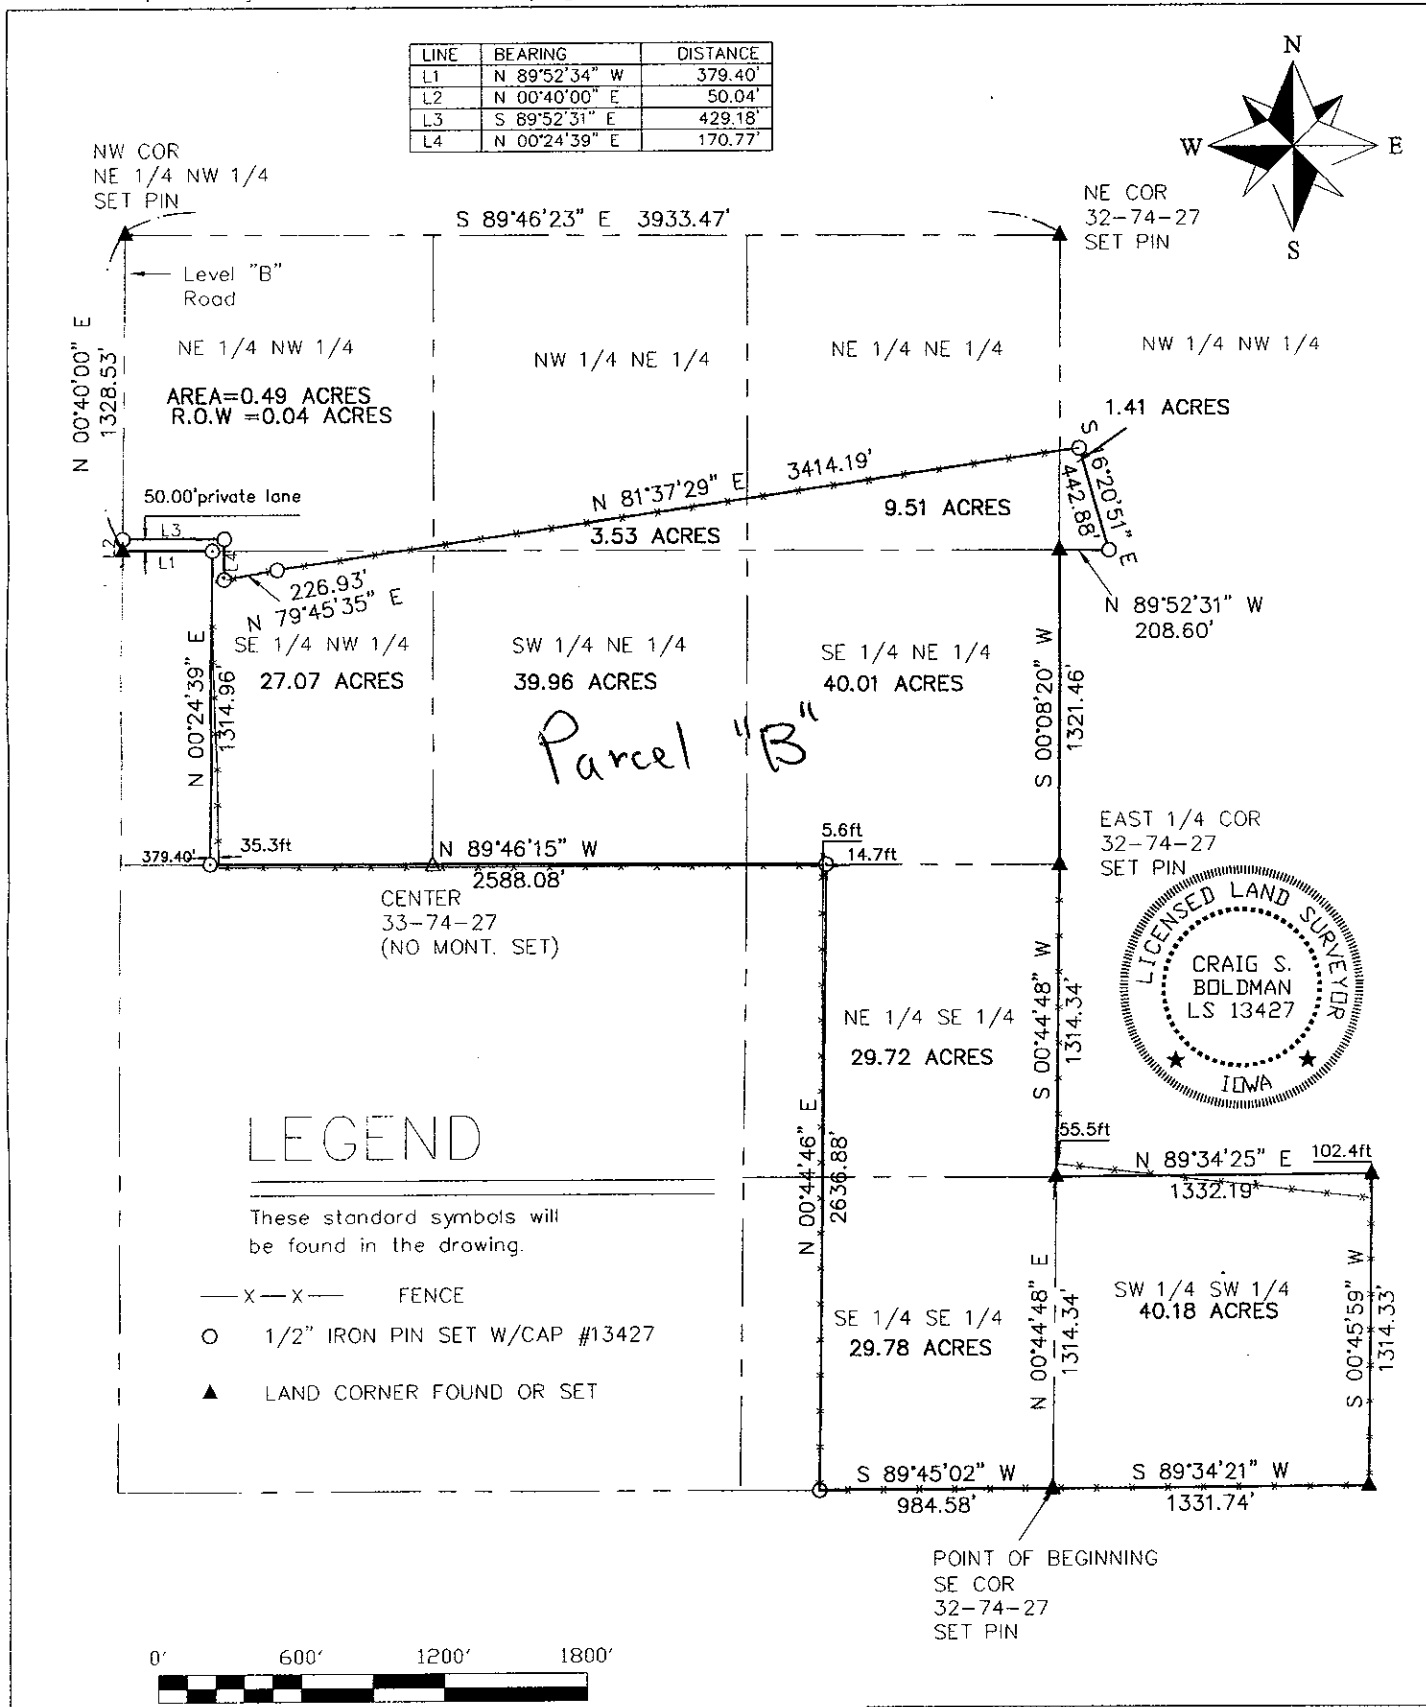 LINE BEARING DISTANCE
L1 N 89°52'34" W 379.40'
L2 N 00°40'00" E 50.04'
L3 S 89°52'31" E 429.18'
L4 N 00°24'39" E 170.77'
N
W
E
S
NW COR
NE 1/4 NW 1/4
SET PIN
S 89°46'23" E 3933.47'
NE COR
32-74-27
SET PIN
Level "B"
Road
N 00°40'00" E
1328.53'
NE 1/4 NW 1/4
NW 1/4 NE 1/4
NE 1/4 NE 1/4
NW 1/4 NW 1/4
AREA=0.49 ACRES
R.O.W =0.04 ACRES
1.41 ACRES
50.00'private lane
L3
L2
L1
L4
N 81°37'29" E
3414.19'
S 16°20'51" E
442.88'
9.51 ACRES
3.53 ACRES
226.93'
N 79°45'35" E
N 89°52'31" W
208.60'
N 00°24'39" E
1314.96'
SE 1/4 NW 1/4
27.07 ACRES
SW 1/4 NE 1/4
39.96 ACRES
SE 1/4 NE 1/4
40.01 ACRES
S 00°08'20" W
1321.46'
Parcel "B"
379.40'
35.3ft
N 89°46'15" W
2588.08'
5.6ft
14.7ft
EAST 1/4 COR
32-74-27
SET PIN
CENTER
33-74-27
(NO MONT. SET)
LICENSED LAND SURVEYOR
CRAIG S.
BOLDMAN
LS 13427
IOWA
NE 1/4 SE 1/4
29.72 ACRES
S 00°44'48" W
1314.34'
N 00°44'46" E
2636.88'
55.5ft
N 89°34'25" E
102.4ft
1332.19'
LEGEND
These standard symbols will
be found in the drawing.
X—X FENCE
1/2" IRON PIN SET W/CAP #13427
LAND CORNER FOUND OR SET
SE 1/4 SE 1/4
29.78 ACRES
N 00°44'48" E
1314.34'
SW 1/4 SW 1/4
40.18 ACRES
S 00°45'59" W
1314.33'
S 89°45'02" W
984.58'
S 89°34'21" W
1331.74'
POINT OF BEGINNING
SE COR
32-74-27
SET PIN
0' 600' 1200' 1800'